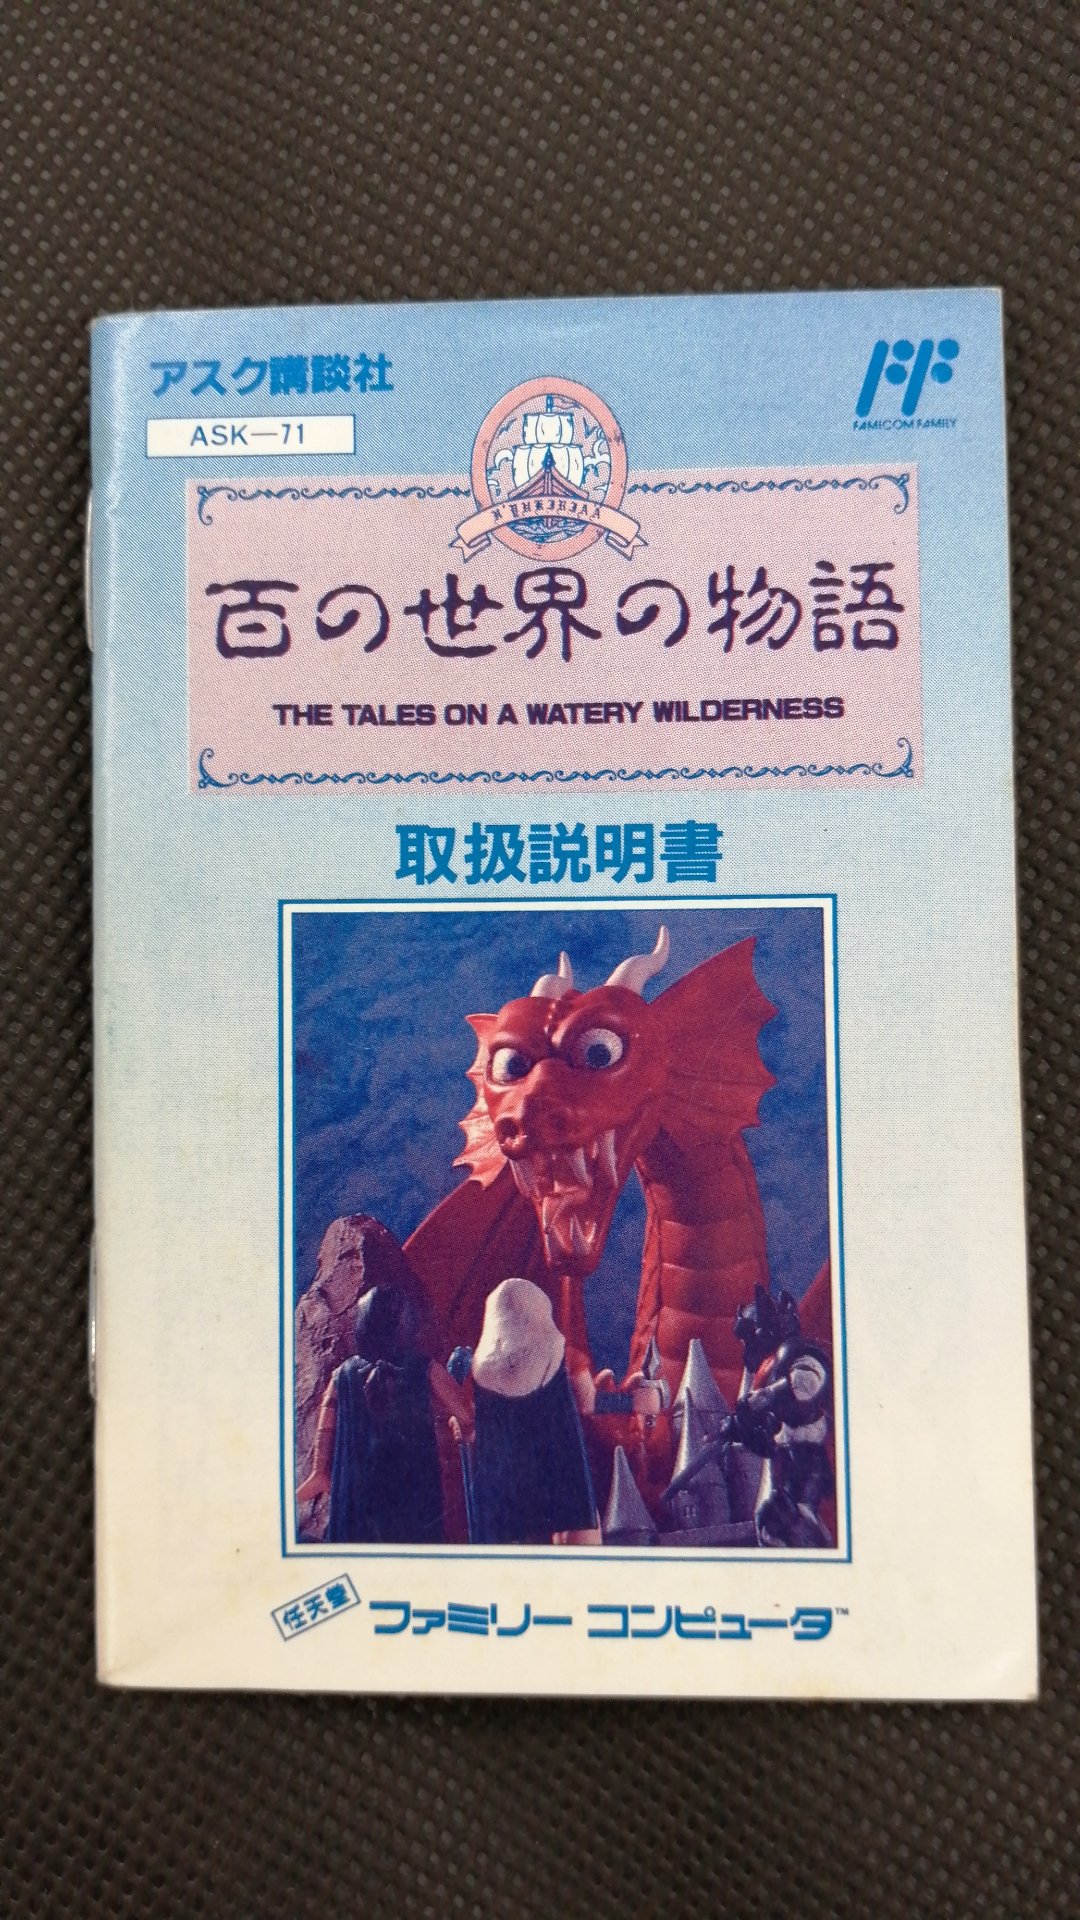 アスク講談社
ASK—71
FAMICOM FAMILY
百の世界の物語
THE TALES ON A WATERY WILDERNESS
取扱説明書
任天堂 ファミリー コンピュータ™